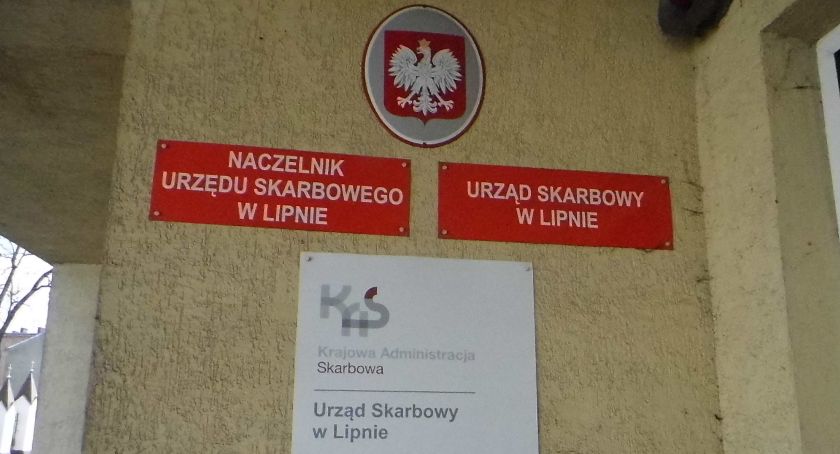 NACZELNIK
URZĘDU SKARBOWEGO
W LIPNIE
URZĄD SKARBOWY
W LIPNIE
KAS
Krajowa Administracja
Skarbowa
Urząd Skarbowy
w Lipnie